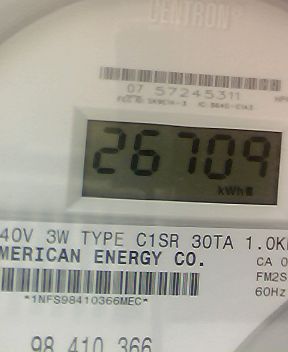 CENTRON
07 57245311
26709
kWh
40V 3W TYPE C1SR 30TA 1.0K
MERICAN ENERGY CO.
CA 0
FM2S
60Hz
*1NFS98410366MEC*
98 410 366